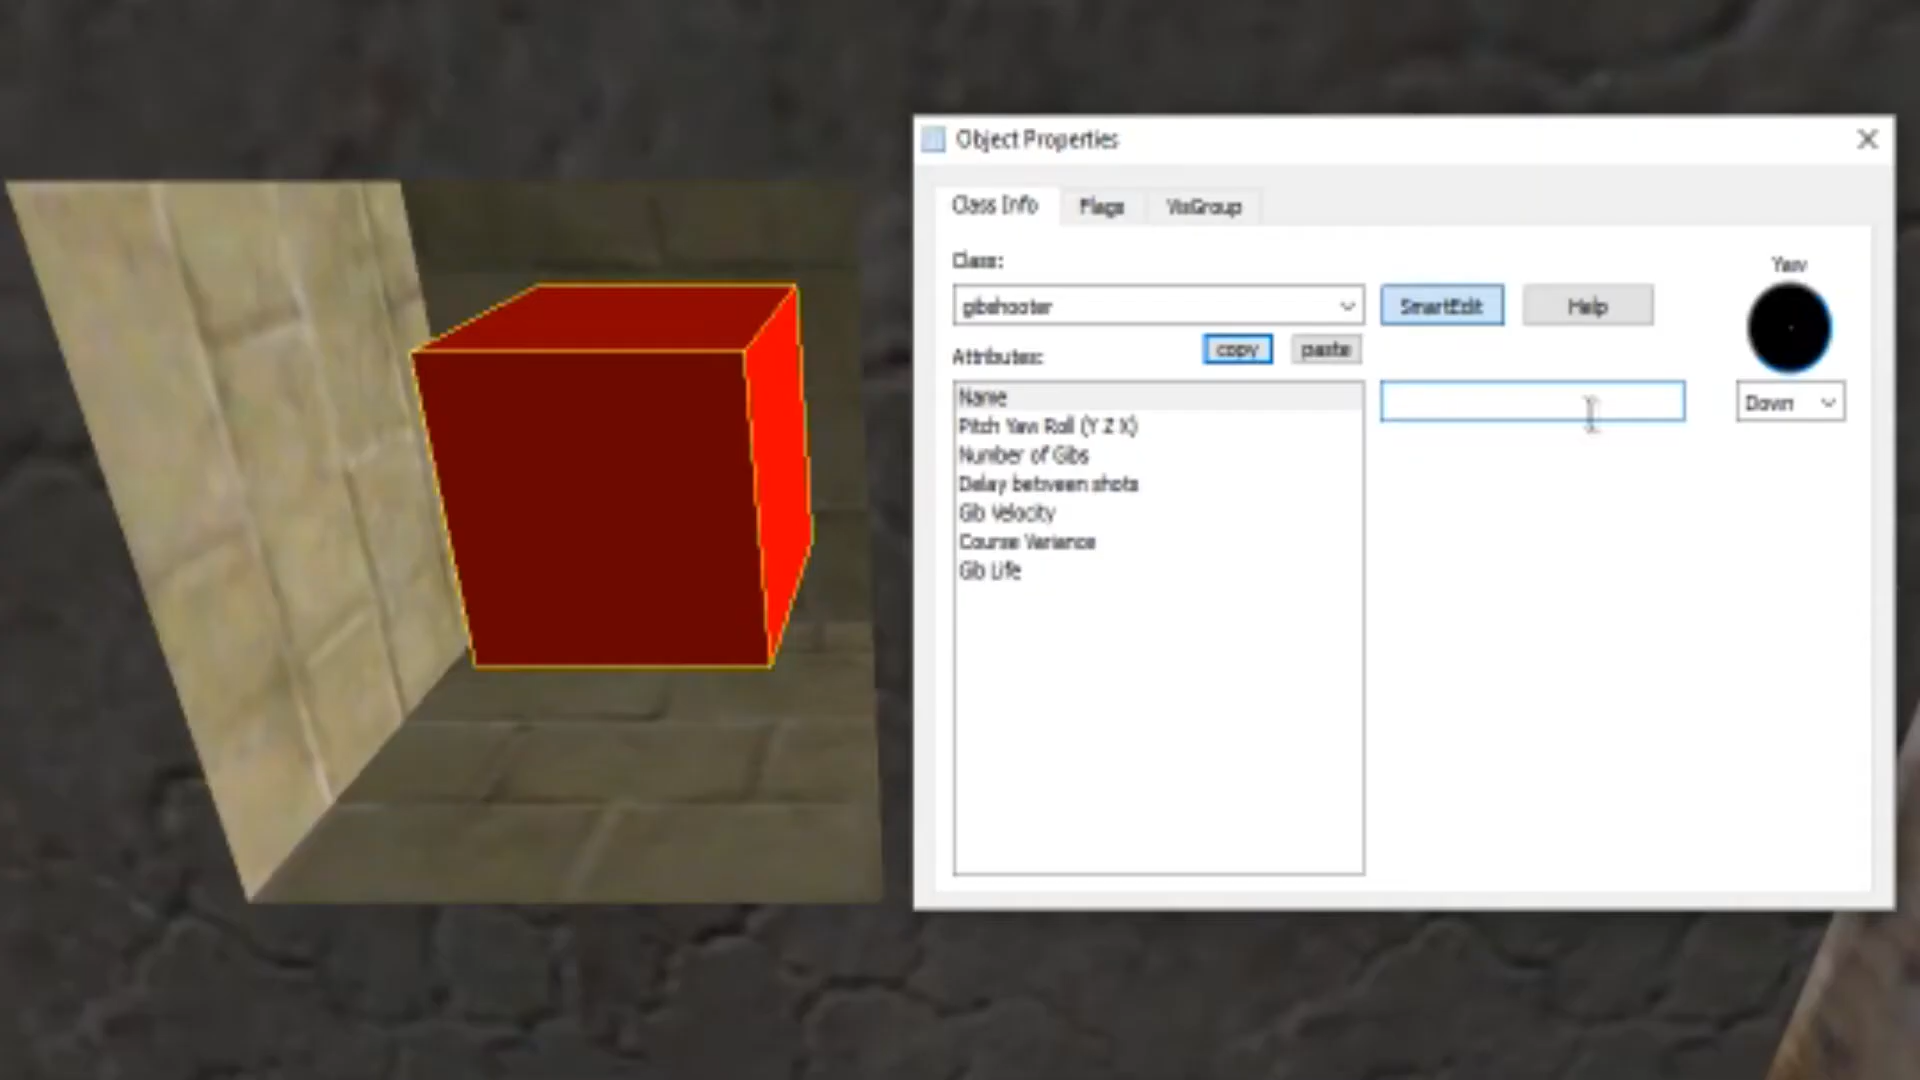 Object Properties
Class Info Flags VisGroup
Class:
gibshooter SmartEdit Help Yaw
Attributes: copy paste
Name Down
Pitch Yaw Roll (Y Z X)
Number of Gibs
Delay between shots
Gib Velocity
Course Variance
Gib Life